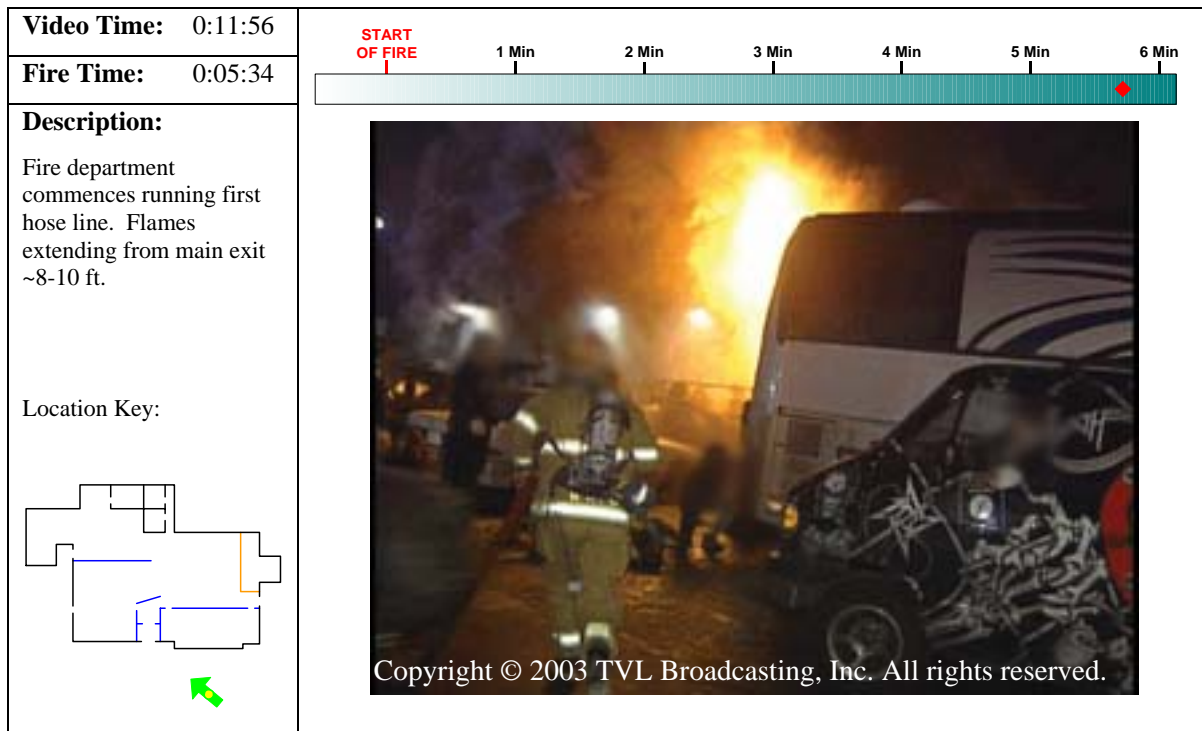 Video Time: 0:11:56
Fire Time: 0:05:34
Description:
Fire department
commences running first
hose line. Flames
extending from main exit
~8-10 ft.
Location Key:
START
OF FIRE
1 Min 2 Min 3 Min 4 Min 5 Min 6 Min
Copyright © 2003 TVL Broadcasting, Inc. All rights reserved.